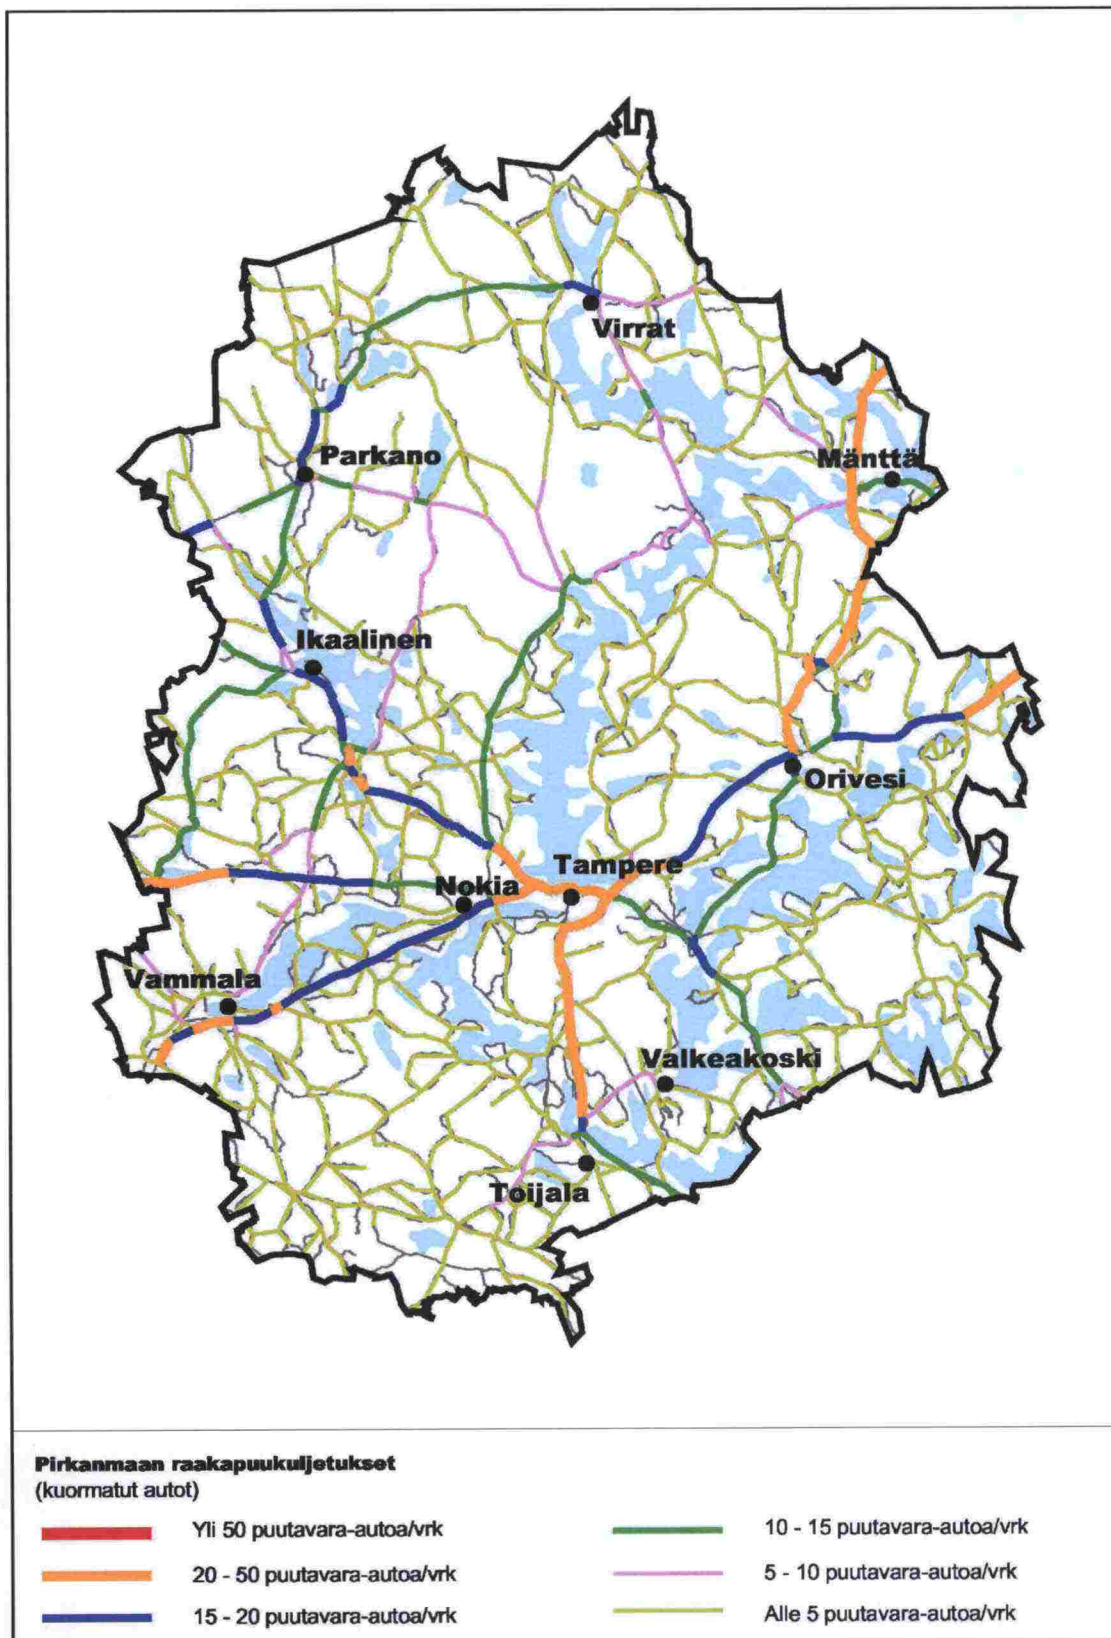 Virrat
Parkano
Mänttä
Ikaalinen
Orivesi
Tampere
Nokia
Vammala
Valkeakoski
Toijala
Pirkanmaan raakapuukuljetukset
(kuormatut autot)
Yli 50 puutavara-autoa/vrk
20 - 50 puutavara-autoa/vrk
15 - 20 puutavara-autoa/vrk
10 - 15 puutavara-autoa/vrk
5 - 10 puutavara-autoa/vrk
Alle 5 puutavara-autoa/vrk